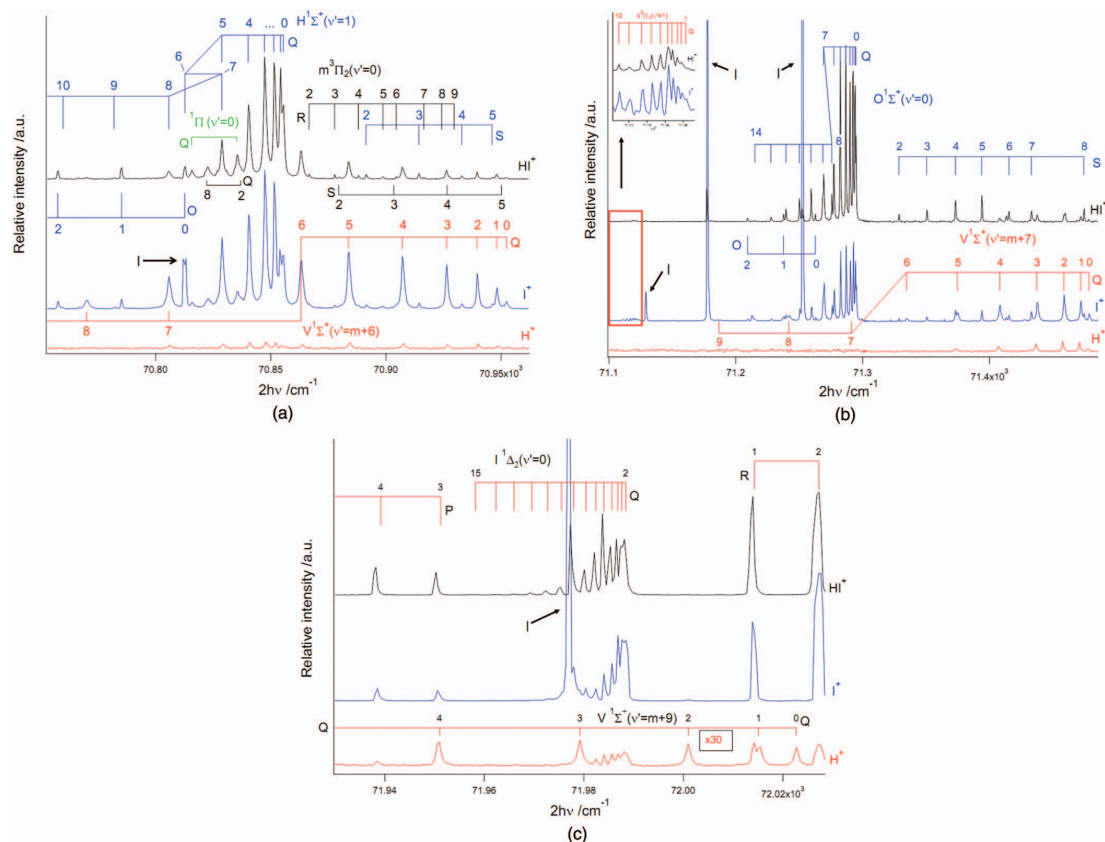 H¹Σ⁺(ν'=1)
5 4 ... 0
Q
6 7
10 9 8
m³Π₂(ν'=0)
¹Π(ν'=0)
Q
R 2 3 4 5 6 7 8 9
2 3 4 5
S
HI⁺
Q
8 2
S
2 3 4 5
O
2 1 0
I
6 5 4 3 2 1 0
Q
I⁺
8 7
V¹Σ⁺(ν'=m+6)
H⁺
Relative intensity /a.u.
70.80 70.85 70.90 70.95x10³
2hν /cm⁻¹
(a)
10
Q
HI⁺
I⁺
I
I
7 0
Q
O¹Σ⁺(ν'=0)
14 8
2 3 4 5 6 7 8
S
HI⁺
V¹Σ⁺(ν'=m+7)
O
2 1 0
I
6 5 4 3 2 1 0
Q
I⁺
9 8 7
H⁺
Relative intensity /a.u.
71.1 71.2 71.3 71.4x10³
2hν /cm⁻¹
(b)
I ¹Δ₂(ν'=0)
4 3
P
15 2
Q
R
1 2
HI⁺
I
I⁺
V ¹Σ⁺(ν'=m+9)
Q 4 3 2 1 0 Q
x30
H⁺
Relative intensity /a.u.
71.94 71.96 71.98 72.00 72.02x10³
2hν /cm⁻¹
(c)